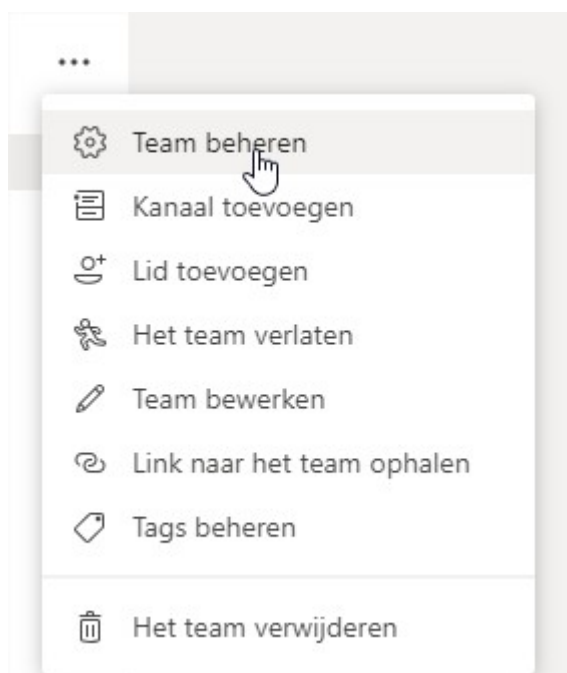 Team beheren
Kanaal toevoegen
Lid toevoegen
Het team verlaten
Team bewerken
Link naar het team ophalen
Tags beheren
Het team verwijderen